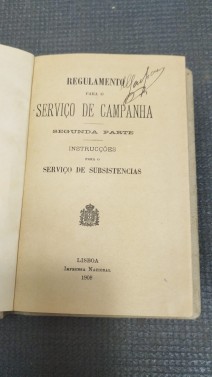 REGULAMENTO
PARA O
SERVIÇO DE CAMPANHA
SEGUNDA PARTE
INSTRUCÇÕES
PARA O
SERVIÇO DE SUBSISTENCIAS
LISBOA
IMPRENSA NACIONAL